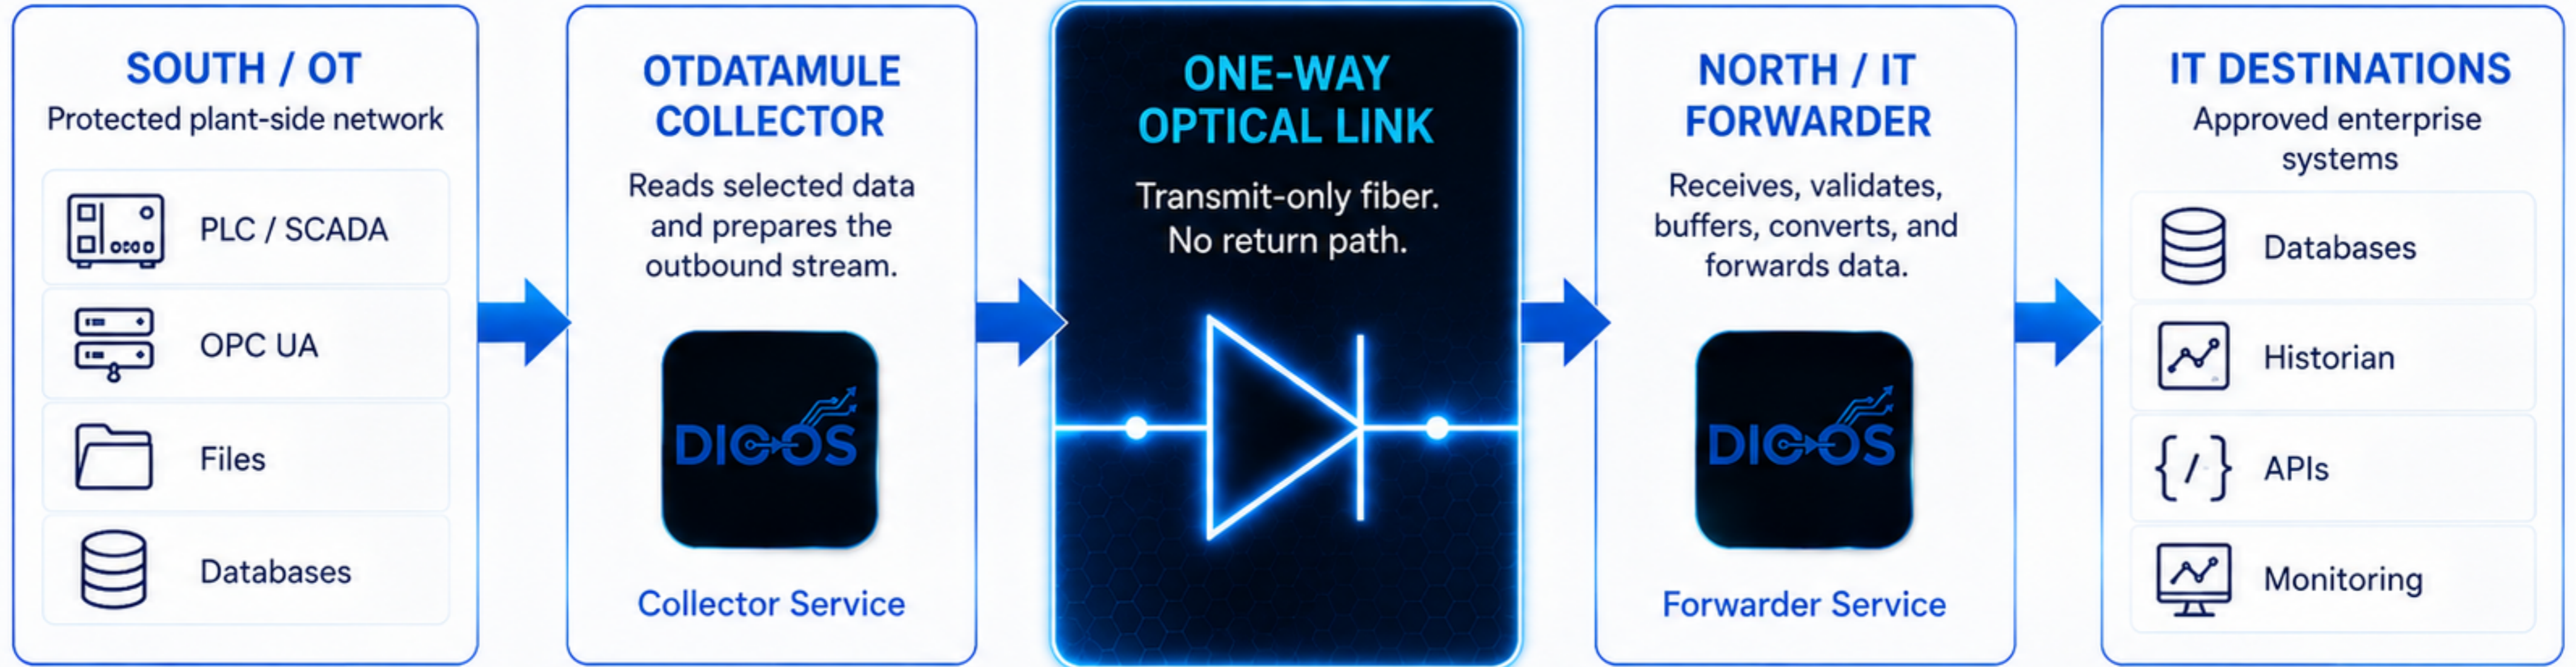 SOUTH / OT
Protected plant-side network
PLC / SCADA
OPC UA
Files
Databases
OTDATAMULE
COLLECTOR
Reads selected data
and prepares the
outbound stream.
DIODOS
Collector Service
ONE-WAY
OPTICAL LINK
Transmit-only fiber.
No return path.
NORTH / IT
FORWARDER
Receives, validates,
buffers, converts, and
forwards data.
DIODOS
Forwarder Service
IT DESTINATIONS
Approved enterprise
systems
Databases
Historian
{/} APIs
Monitoring